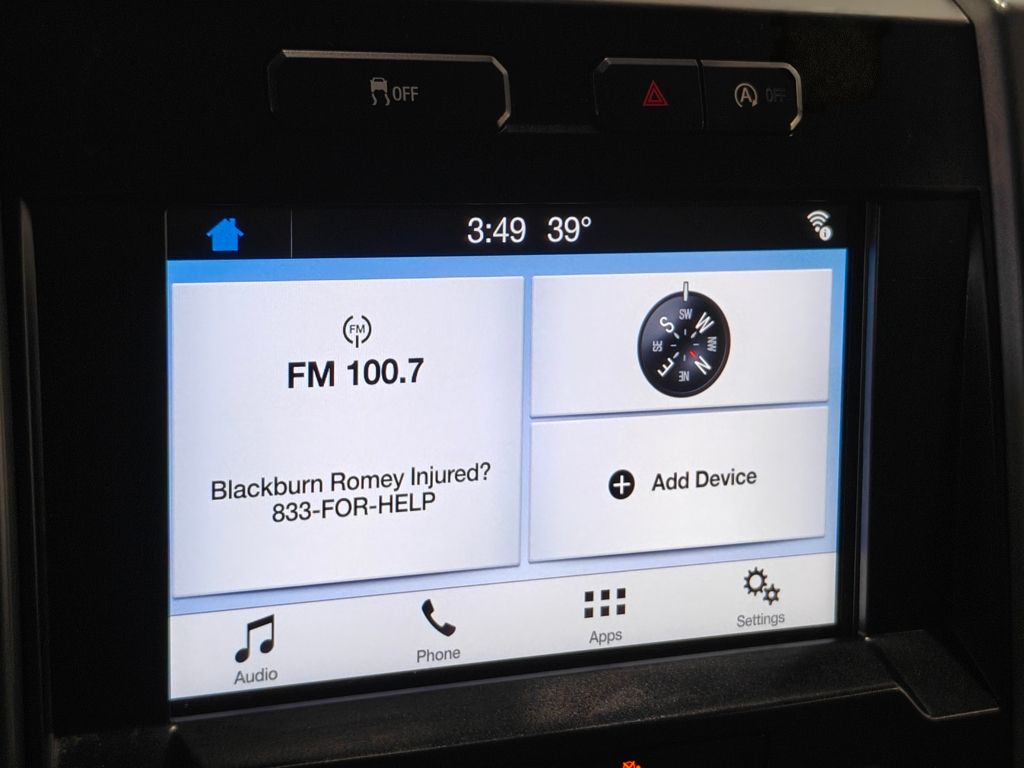 OFF
A OFF
3:49 39°
FM
FM 100.7
Blackburn Romey Injured?
833-FOR-HELP
SW
S W
SE NW
E N
NE
Add Device
Audio
Phone
Apps
Settings